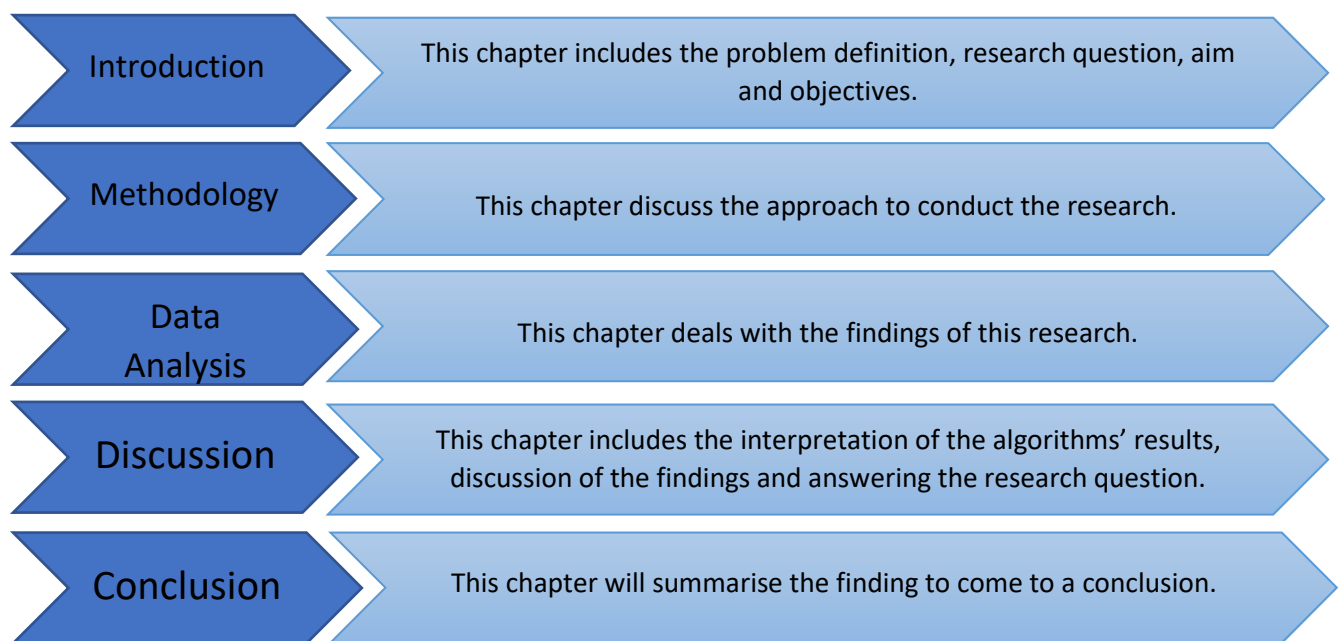 Introduction
This chapter includes the problem definition, research question, aim
and objectives.
Methodology
This chapter discuss the approach to conduct the research.
Data
Analysis
This chapter deals with the findings of this research.
Discussion
This chapter includes the interpretation of the algorithms’ results,
discussion of the findings and answering the research question.
Conclusion
This chapter will summarise the finding to come to a conclusion.